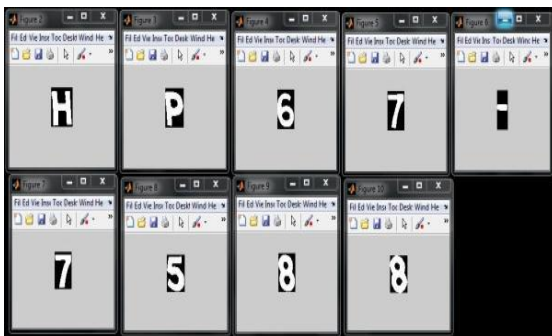 Figure 2 Figure 3 Figure 4 Figure 5 Figure 6
Fil Ed Vie Inse Toc Desk Wind He Fil Ed Vie Inse Toc Desk Wind He Fil Ed Vie Inse Toc Desk Wind He Fil Ed Vie Inse Toc Desk Wind He Fil Ed Vie Ins Toc Desk Wind He
H P 6 7 -
Figure 7 Figure 8 Figure 9 Figure 10
Fil Ed Vie Inse Toc Desk Wind He Fil Ed Vie Inse Toc Desk Wind He Fil Ed Vie Inse Toc Desk Wind He Fil Ed Vie Inse Toc Desk Wind He
7 5 8 8